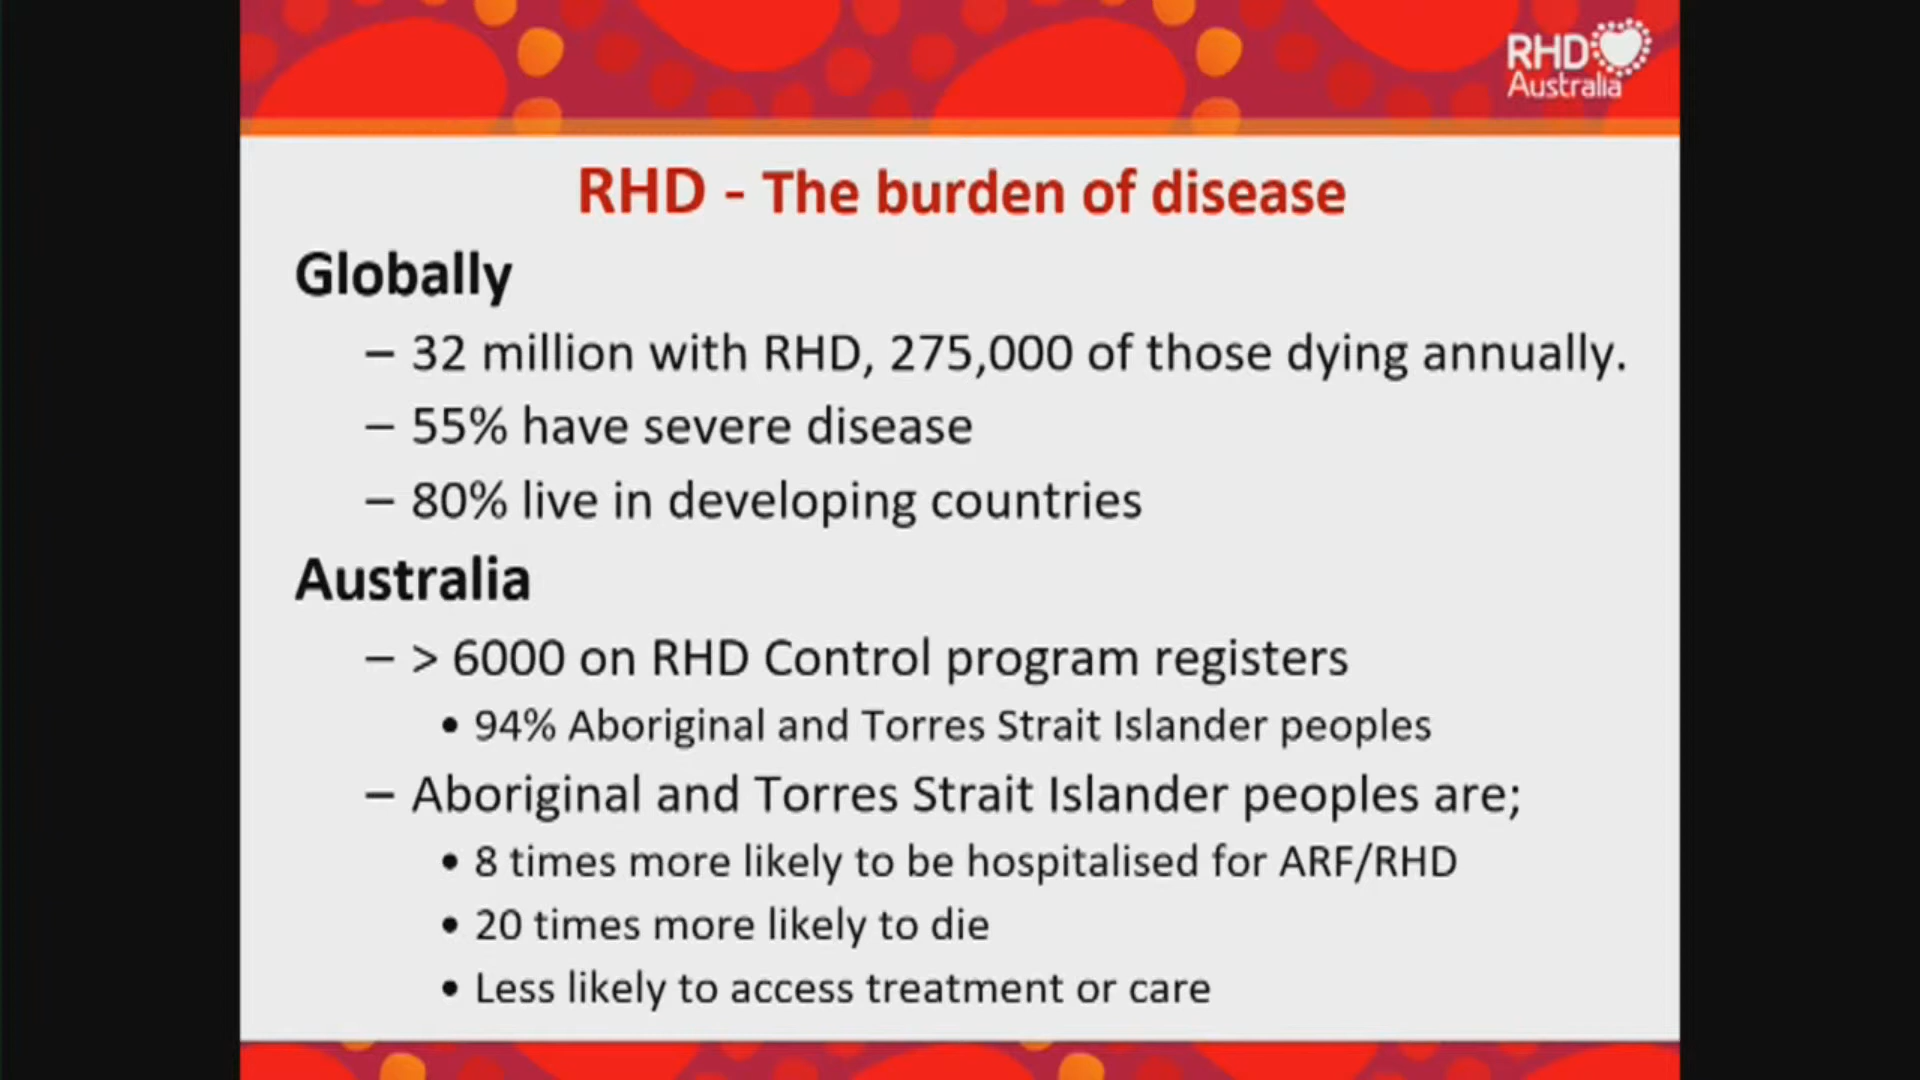 RHD
Australia
RHD - The burden of disease
Globally
– 32 million with RHD, 275,000 of those dying annually.
– 55% have severe disease
– 80% live in developing countries
Australia
– > 6000 on RHD Control program registers
• 94% Aboriginal and Torres Strait Islander peoples
– Aboriginal and Torres Strait Islander peoples are;
• 8 times more likely to be hospitalised for ARF/RHD
• 20 times more likely to die
• Less likely to access treatment or care